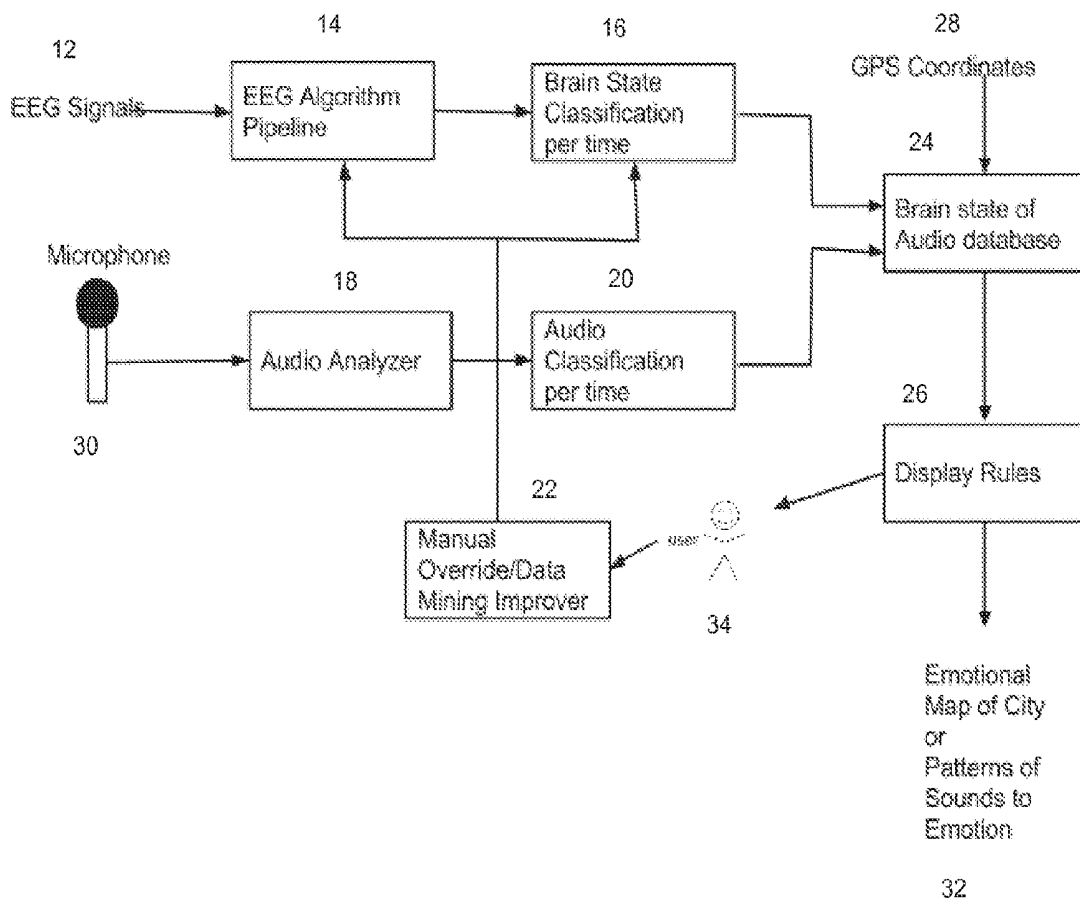 12
EEG Signals
14
EEG Algorithm
Pipeline
16
Brain State
Classification
per time
28
GPS Coordinates
24
Brain state of
Audio database
Microphone
30
18
Audio Analyzer
20
Audio
Classification
per time
26
Display Rules
22
Manual
Override/Data
Mining Improver
user
34
Emotional
Map of City
or
Patterns of
Sounds to
Emotion
32